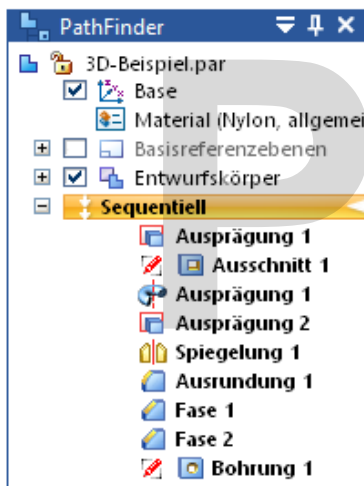 PathFinder
3D-Beispiel.par
Base
Material (Nylon, allgemei
Basisreferenzebenen
Entwurfskörper
Sequentiell
Ausprägung 1
Ausschnitt 1
Ausprägung 1
Ausprägung 2
Spiegelung 1
Ausrundung 1
Fase 1
Fase 2
Bohrung 1
P